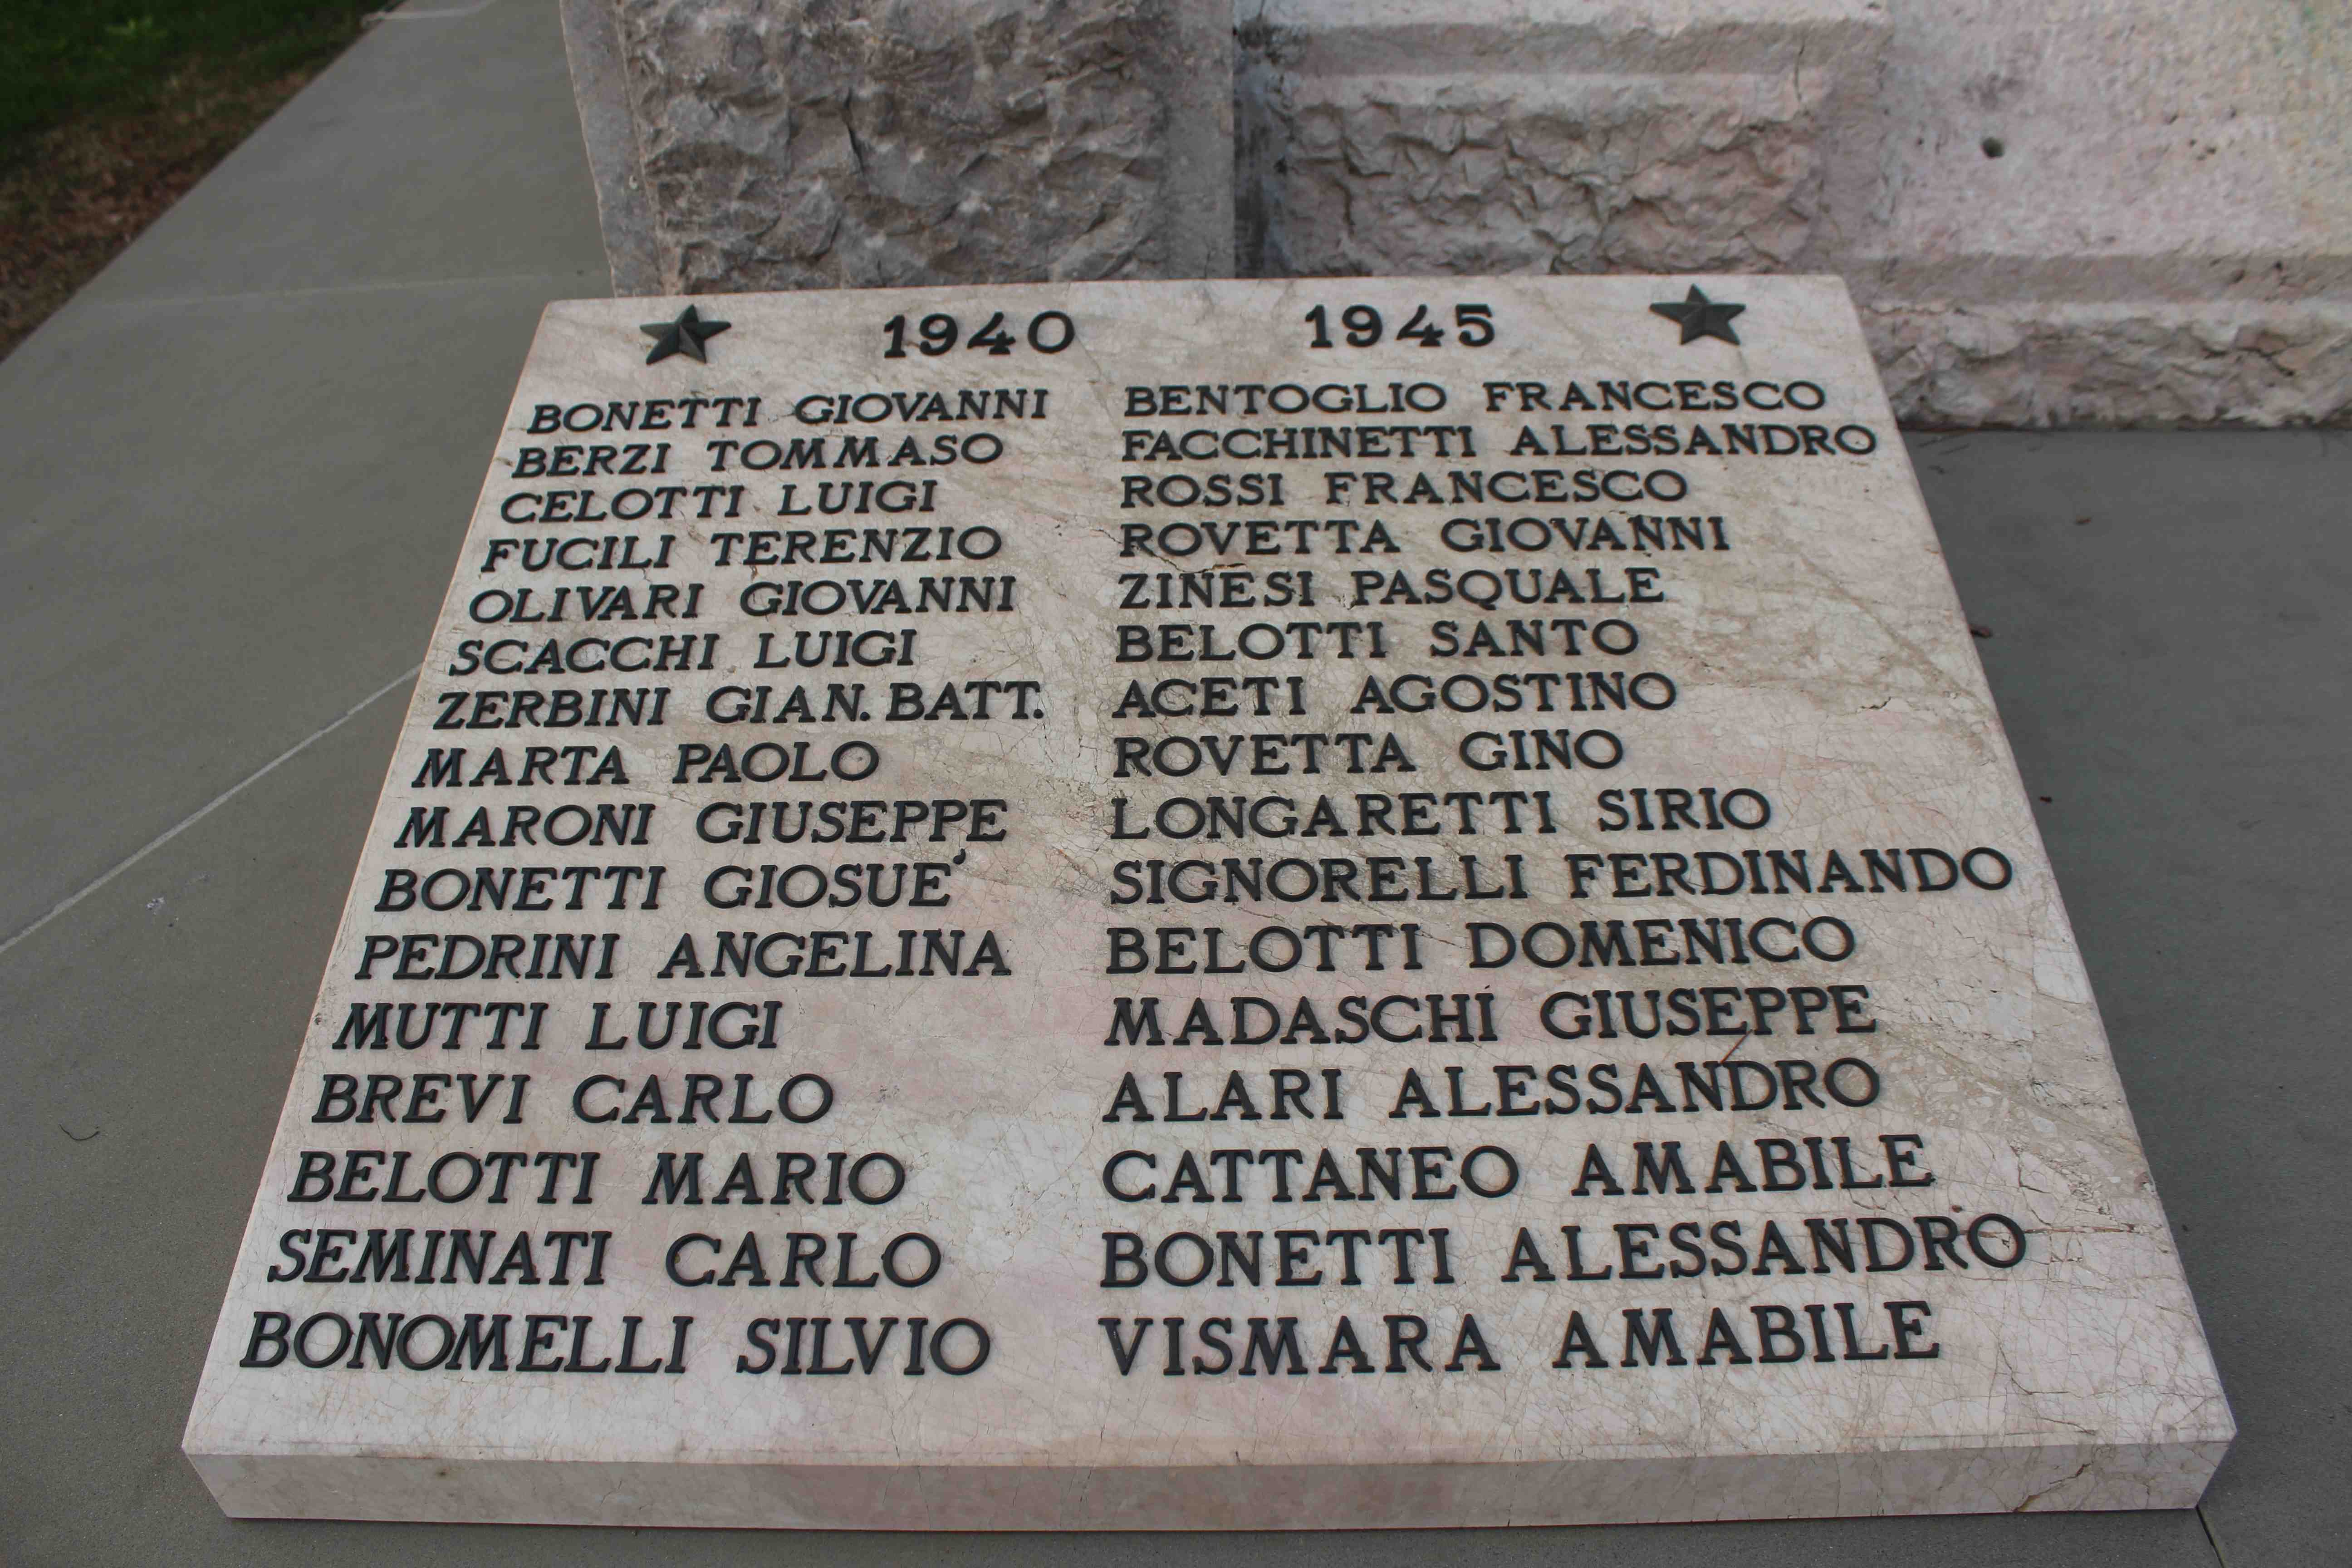 1940 1945
BONETTI GIOVANNI
BERZI TOMMASO
CELOTTI LUIGI
FUCILI TERENZIO
OLIVARI GIOVANNI
SCACCHI LUIGI
ZERBINI GIAN. BATT.
MARTA PAOLO
MARONI GIUSEPPE
BONETTI GIOSUE'
PEDRINI ANGELINA
MUTTI LUIGI
BREVI CARLO
BELOTTI MARIO
SEMINATI CARLO
BONOMELLI SILVIO
BENTOGLIO FRANCESCO
FACCHINETTI ALESSANDRO
ROSSI FRANCESCO
ROVETTA GIOVANNI
ZINESI PASQUALE
BELOTTI SANTO
ACETI AGOSTINO
ROVETTA GINO
LONGARETTI SIRIO
SIGNORELLI FERDINANDO
BELOTTI DOMENICO
MADASCHI GIUSEPPE
ALARI ALESSANDRO
CATTANEO AMABILE
BONETTI ALESSANDRO
VISMARA AMABILE